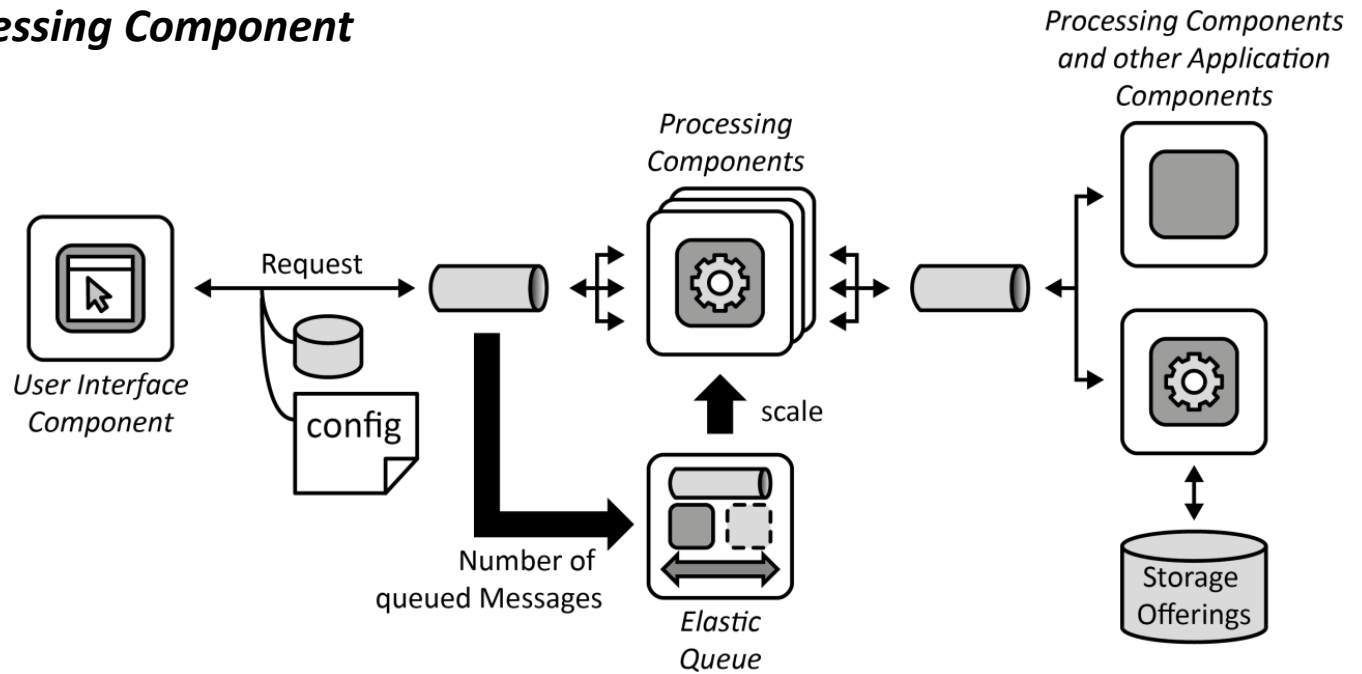 essing Component
Processing Components
and other Application
Components
Processing
Components
Request
User Interface
Component
config
scale
Number of
queued Messages
Elastic
Queue
Storage
Offerings